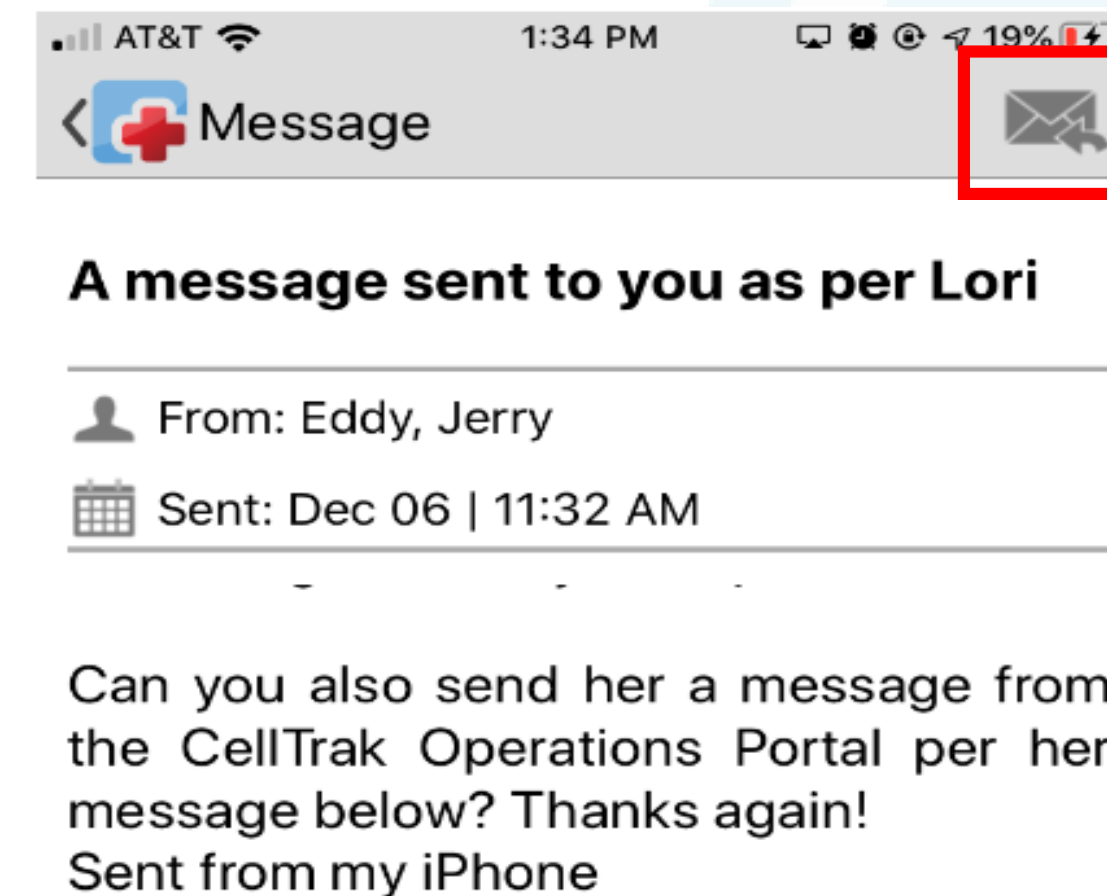 AT&T 1:34 PM 19%
Message
A message sent to you as per Lori
From: Eddy, Jerry
Sent: Dec 06 | 11:32 AM
Can you also send her a message from
the CellTrak Operations Portal per her
message below? Thanks again!
Sent from my iPhone